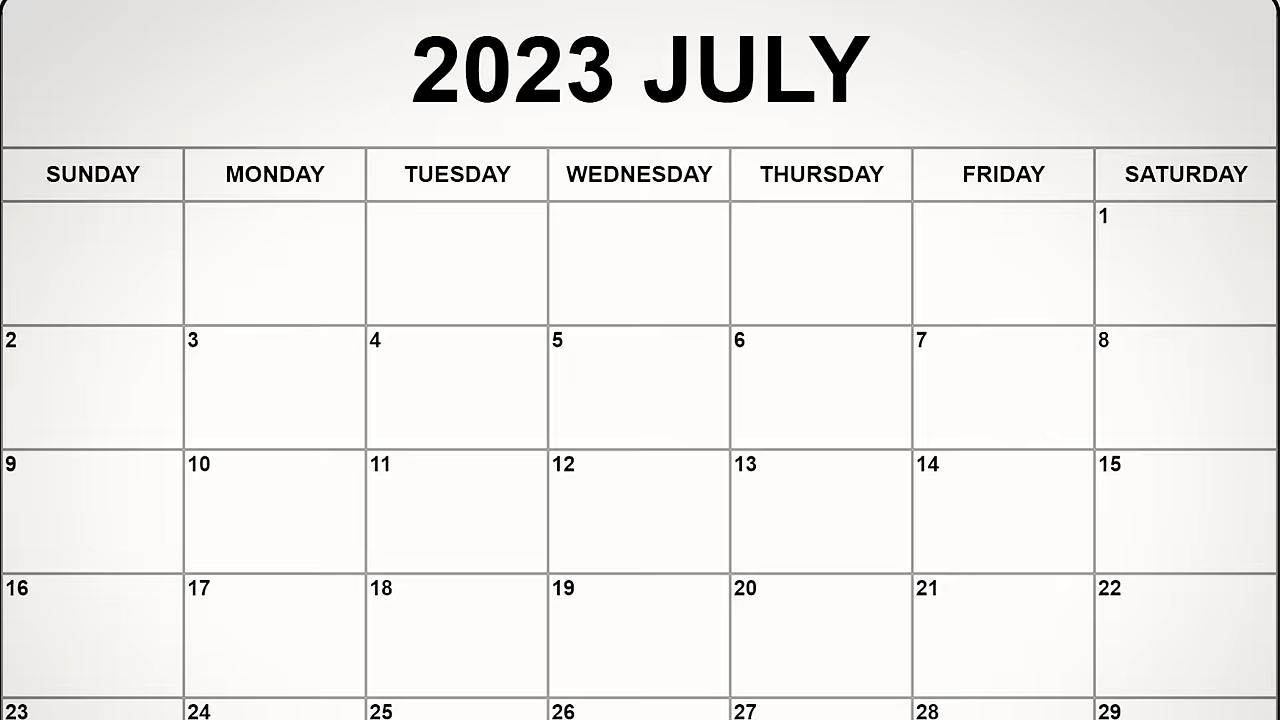 2023 JULY
SUNDAY MONDAY TUESDAY WEDNESDAY THURSDAY FRIDAY SATURDAY
1
2 3 4 5 6 7 8
9 10 11 12 13 14 15
16 17 18 19 20 21 22
23 24 25 26 27 28 29